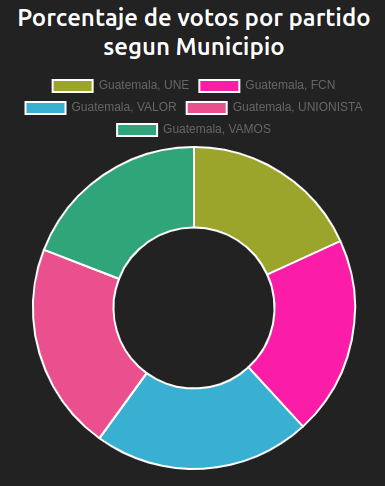 Porcentaje de votos por partido
segun Municipio
Guatemala, UNE Guatemala, FCN
Guatemala, VALOR Guatemala, UNIONISTA
Guatemala, VAMOS